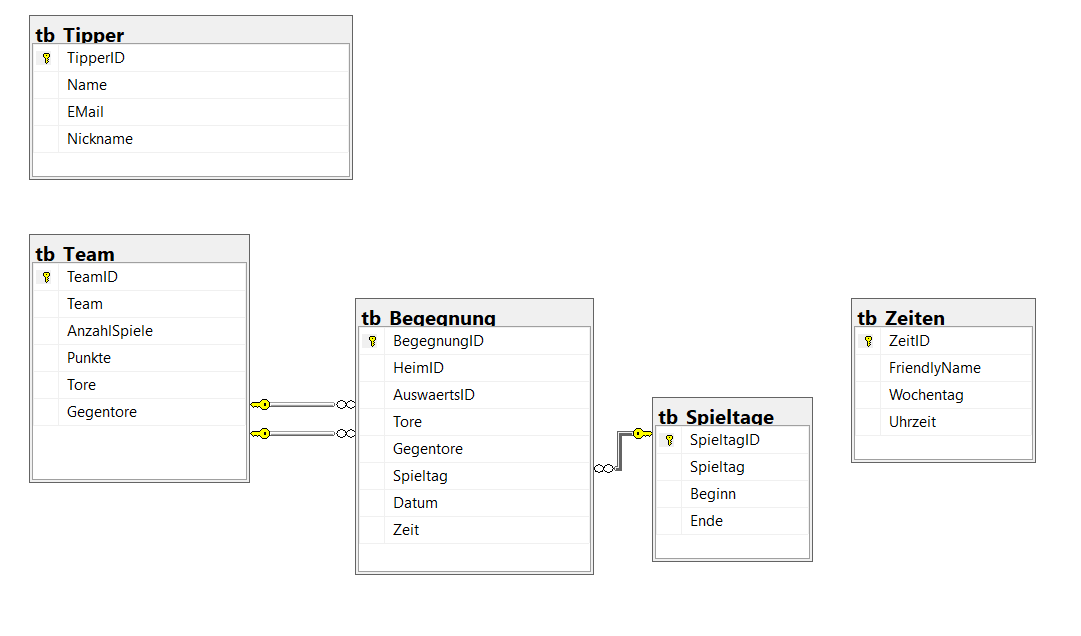 tb_Tipper
TipperID
Name
EMail
Nickname
tb_Team
TeamID
Team
AnzahlSpiele
Punkte
Tore
Gegentore
tb_Begegnung
BegegnungID
HeimID
AuswaertsID
Tore
Gegentore
Spieltag
Datum
Zeit
tb_Spieltage
SpieltagID
Spieltag
Beginn
Ende
tb_Zeiten
ZeitID
FriendlyName
Wochentag
Uhrzeit